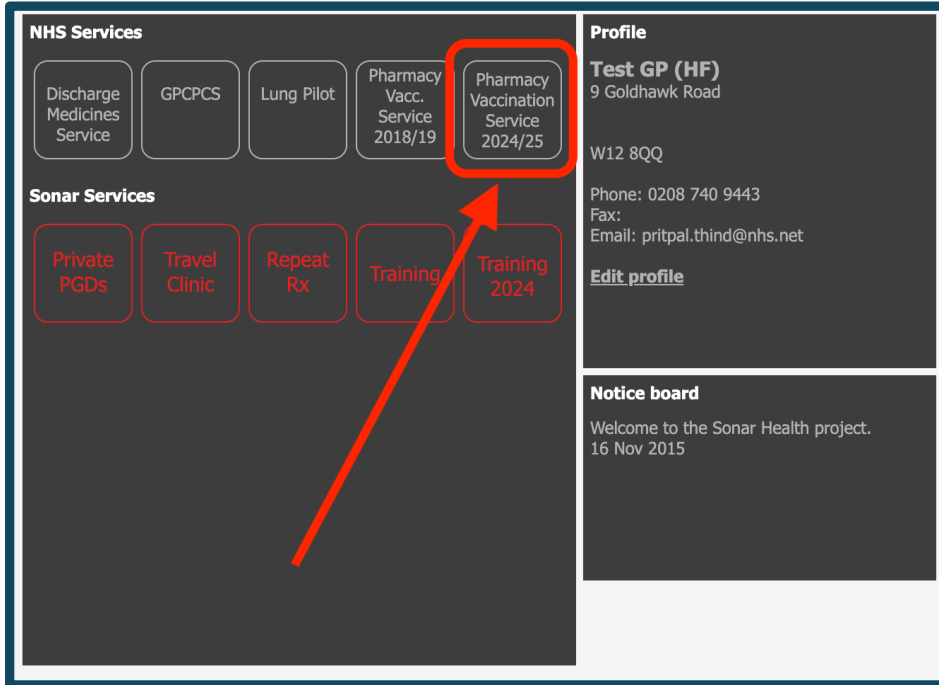 NHS Services
Discharge
Medicines
Service
GPCPCS
Lung Pilot
Pharmacy
Vacc.
Service
2018/19
Pharmacy
Vaccination
Service
2024/25
Sonar Services
Private
PGDs
Travel
Clinic
Repeat
Rx
Training
Training
2024
Profile
Test GP (HF)
9 Goldhawk Road
W12 8QQ
Phone: 0208 740 9443
Fax:
Email: pritpal.thind@nhs.net
Edit profile
Notice board
Welcome to the Sonar Health project.
16 Nov 2015